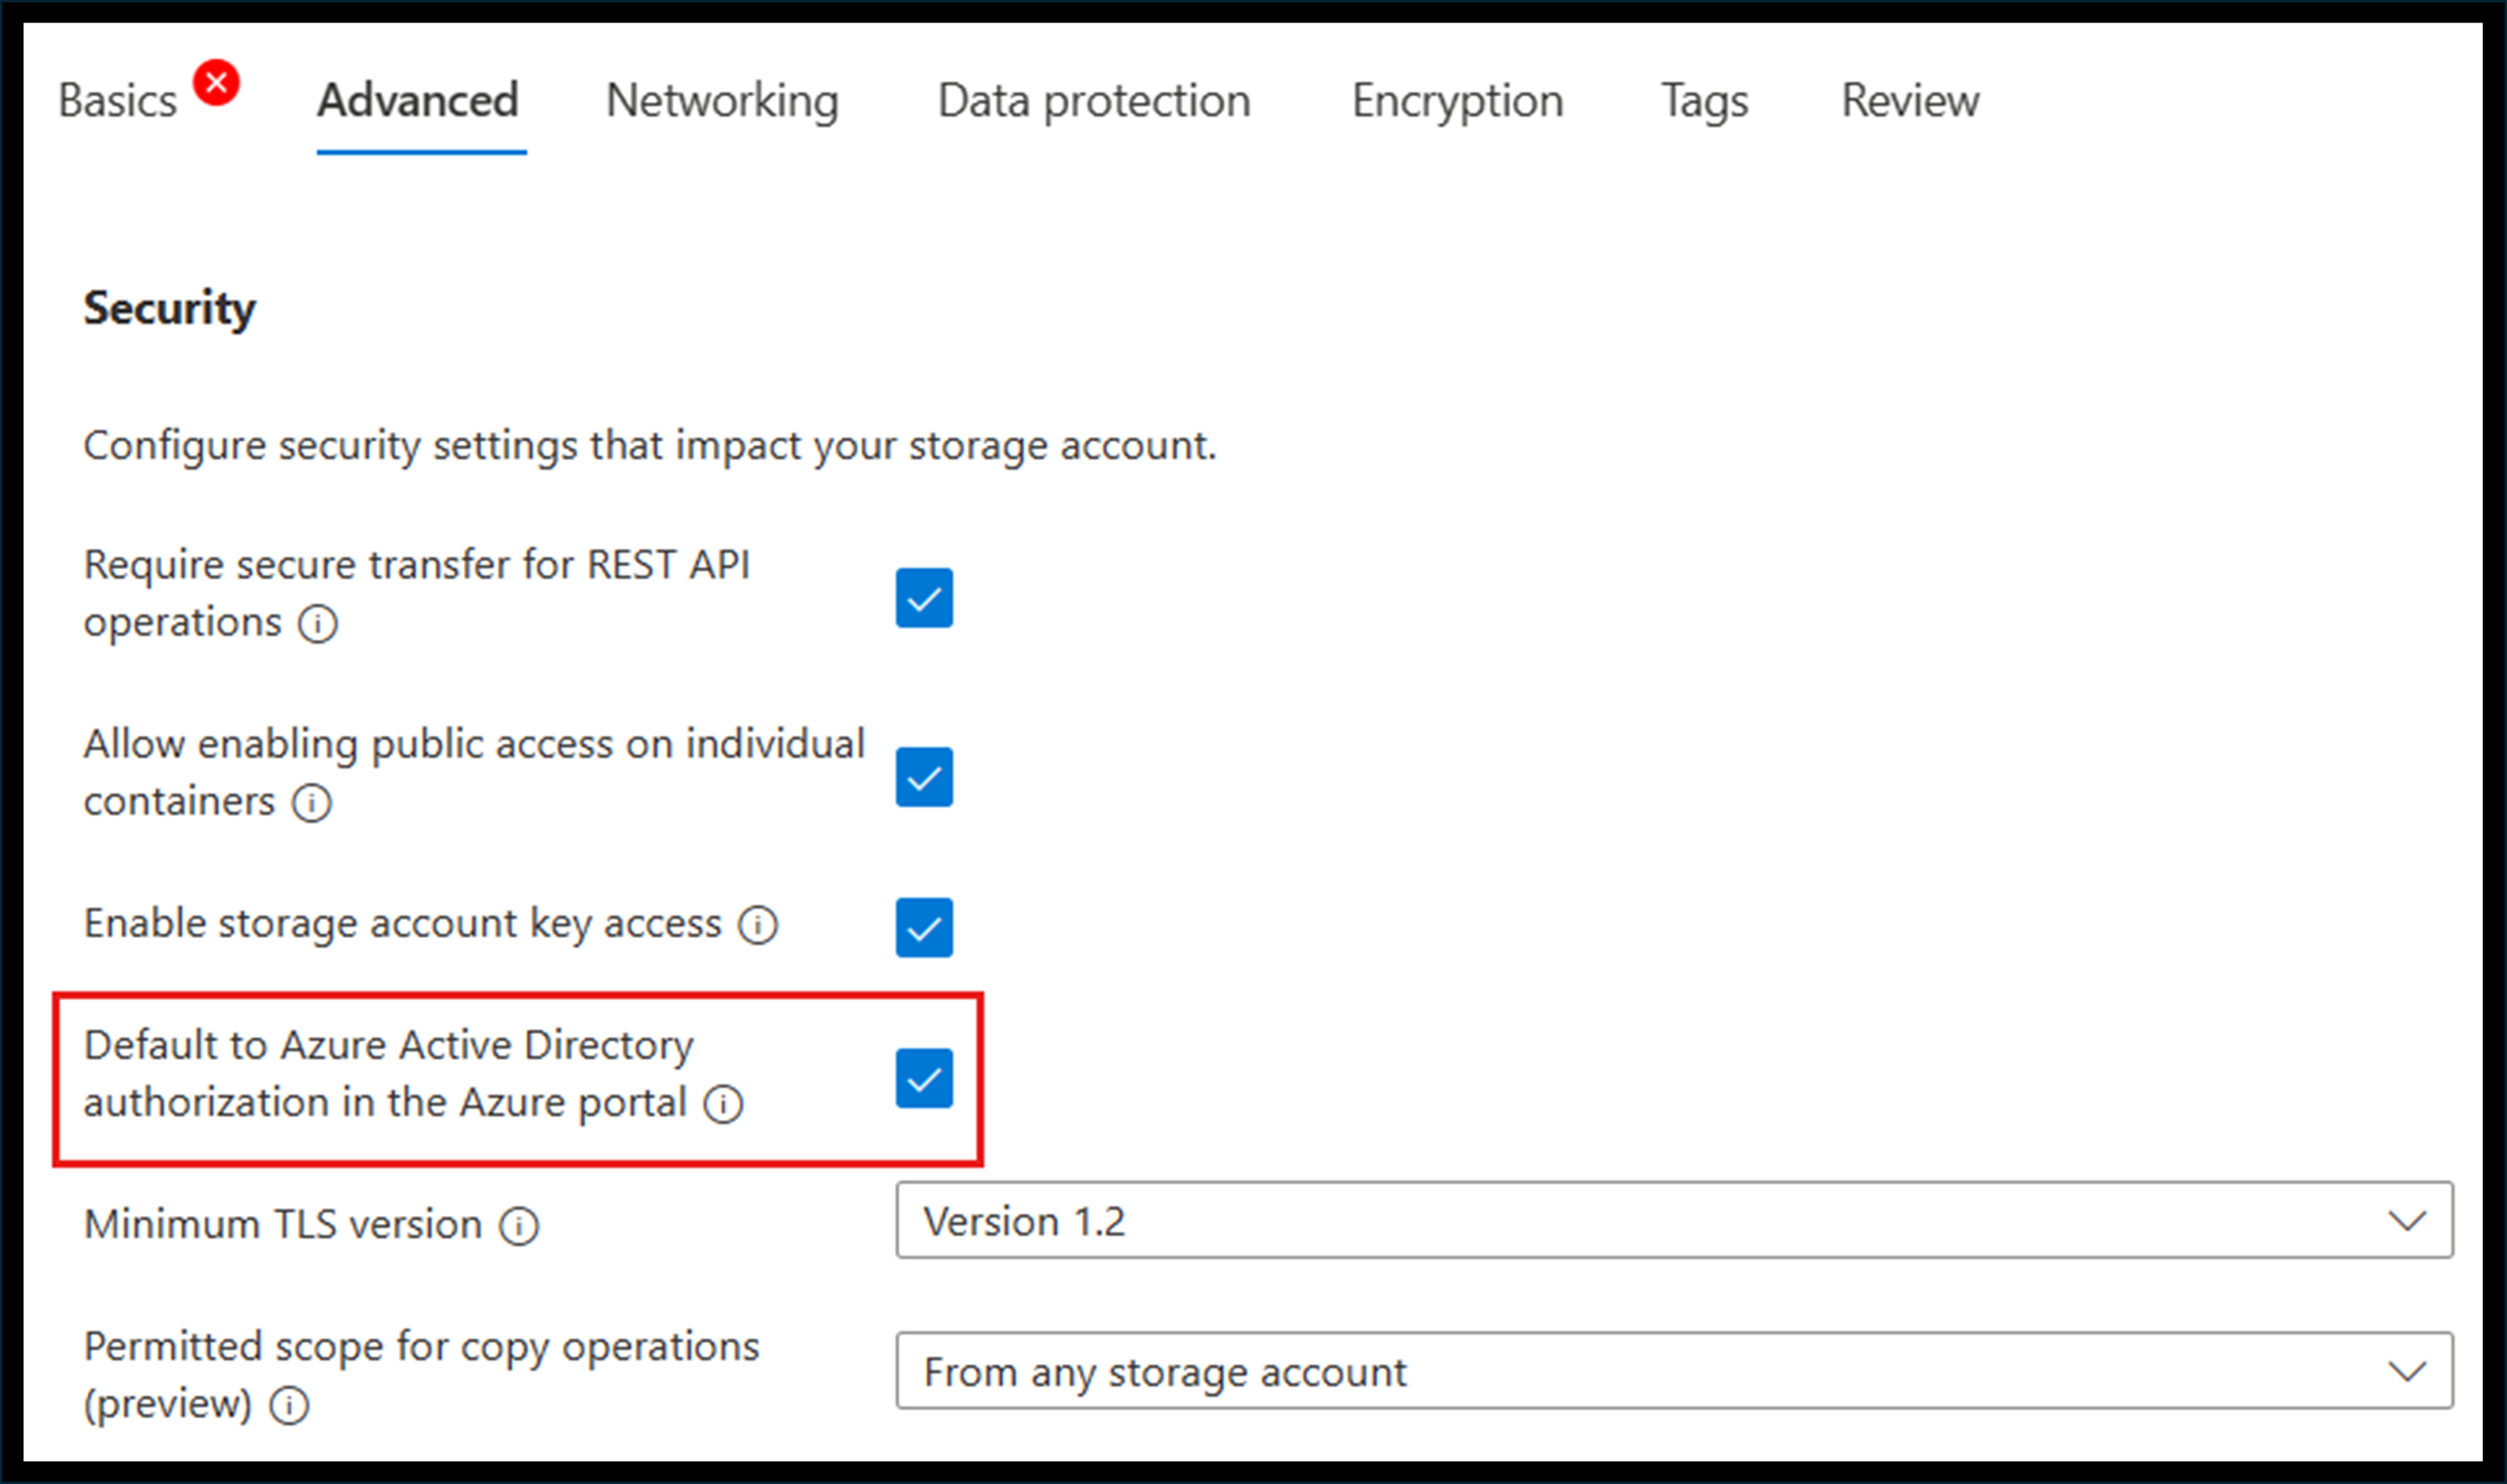 Basics Advanced Networking Data protection Encryption Tags Review
Security
Configure security settings that impact your storage account.
Require secure transfer for REST API
operations
Allow enabling public access on individual
containers
Enable storage account key access
Default to Azure Active Directory
authorization in the Azure portal
Minimum TLS version Version 1.2
Permitted scope for copy operations
(preview) From any storage account